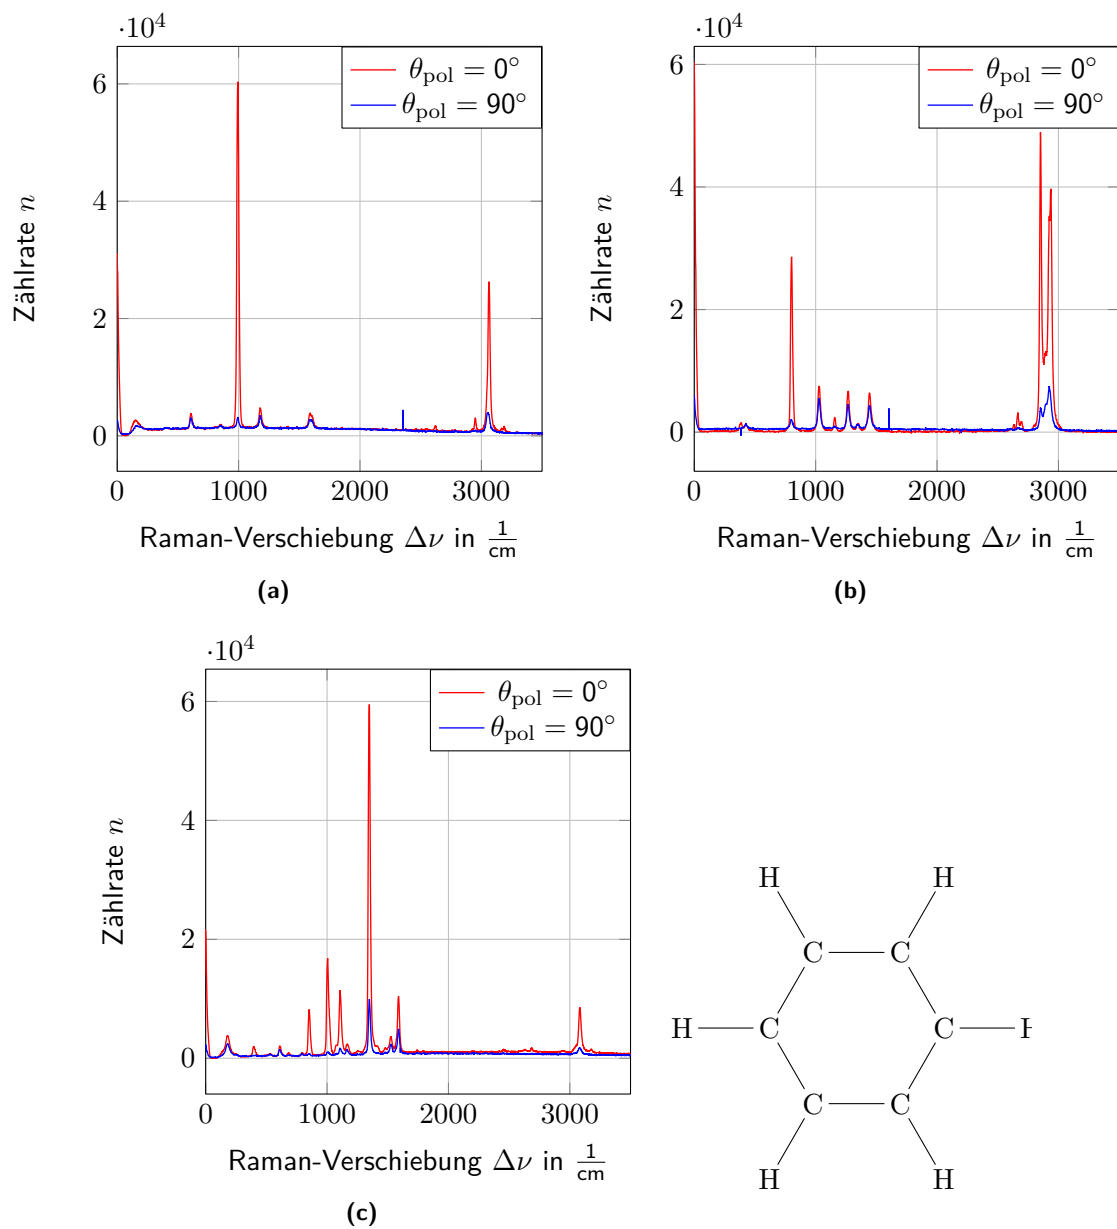 ·10⁴
θpol = 0°
θpol = 90°
6
4
2
0
Zählrate n
0 1000 2000 3000
Raman-Verschiebung Δν in 1/cm
(a)
·10⁴
θpol = 0°
θpol = 90°
6
4
2
0
Zählrate n
0 1000 2000 3000
Raman-Verschiebung Δν in 1/cm
(b)
·10⁴
θpol = 0°
θpol = 90°
6
4
2
0
Zählrate n
0 1000 2000 3000
Raman-Verschiebung Δν in 1/cm
(c)
H H
C C
H C C H
C C
H H